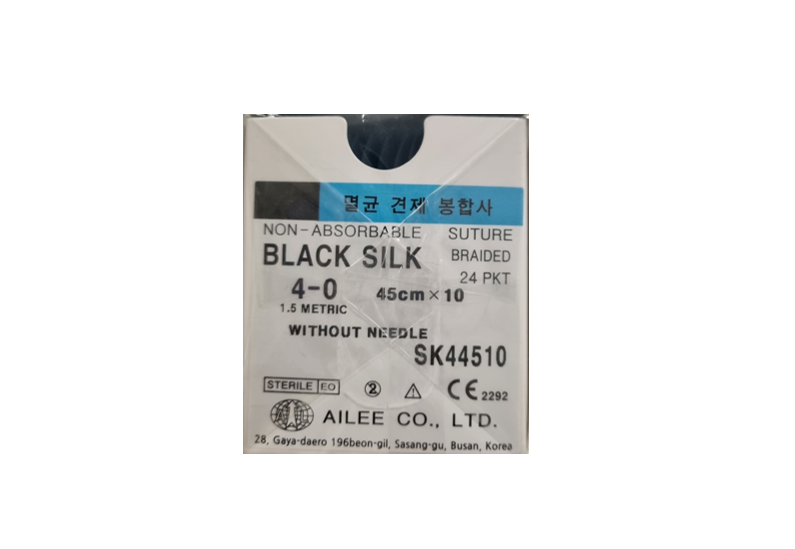 멸균 견제 봉합사
NON-ABSORBABLE SUTURE
BLACK SILK BRAIDED
24 PKT
4-0 45cm×10
1.5 METRIC
WITHOUT NEEDLE
SK44510
STERILE EO 2 ! CE 2292
AILEE CO., LTD.
28, Gaya-daero 196beon-gil, Sasang-gu, Busan, Korea